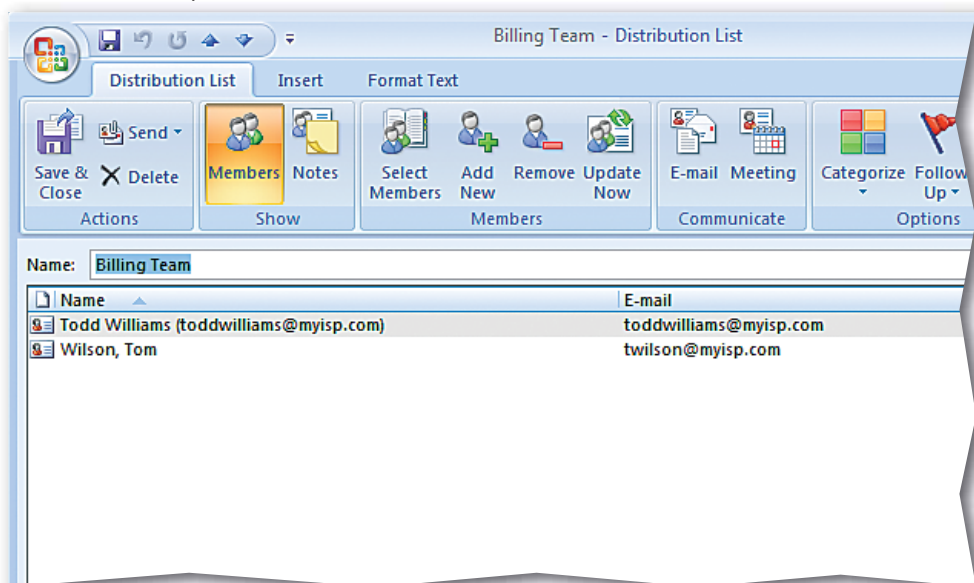 Billing Team - Distribution List
Distribution List Insert Format Text
Save & Close Send Delete Members Notes Select Members Add New Remove Update Now E-mail Meeting Categorize Follow Up
Actions Show Members Communicate Options
Name: Billing Team
Name E-mail
Todd Williams (toddwilliams@myisp.com) toddwilliams@myisp.com
Wilson, Tom twilson@myisp.com